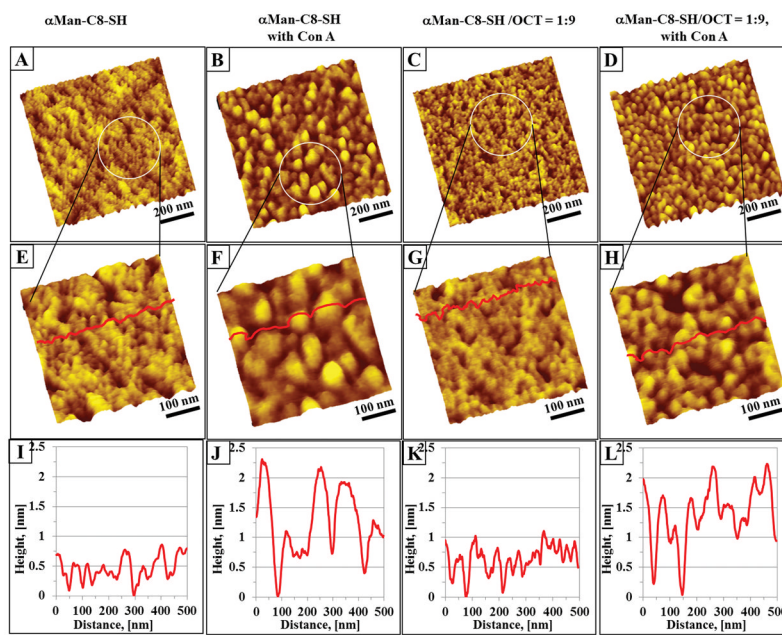 αMan-C8-SH
αMan-C8-SH
with Con A
αMan-C8-SH /OCT = 1:9
αMan-C8-SH/OCT = 1:9,
with Con A
A
B
C
D
200 nm
200 nm
200 nm
200 nm
E
F
G
H
100 nm
100 nm
100 nm
100 nm
I
J
K
L
Height, [nm]
2.5
2
1.5
1
0.5
0
0 100 200 300 400 500
Distance, [nm]
Height, [nm]
2.5
2
1.5
1
0.5
0
0 100 200 300 400 500
Distance, [nm]
Height, [nm]
2.5
2
1.5
1
0.5
0
0 100 200 300 400 500
Distance, [nm]
Height, [nm]
2.5
2
1.5
1
0.5
0
0 100 200 300 400 500
Distance, [nm]